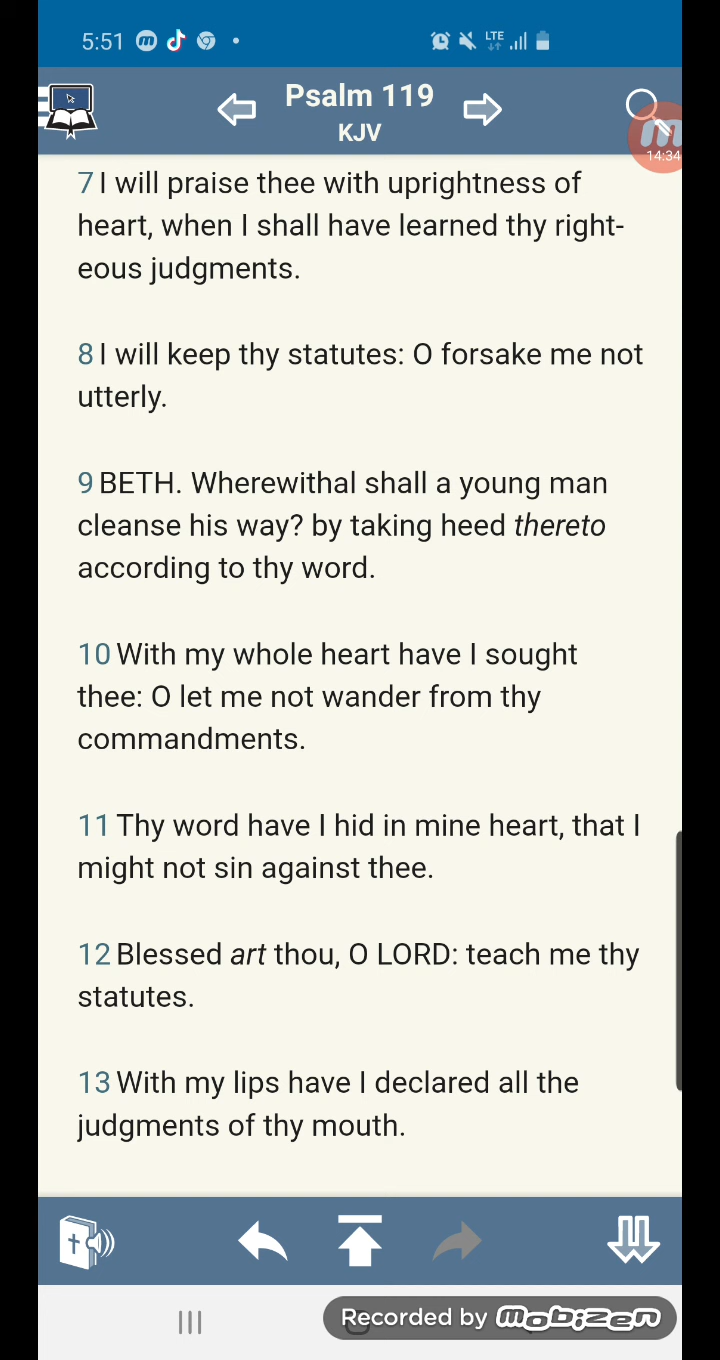 5:51
LTE
Psalm 119
KJV
14:34
7 I will praise thee with uprightness of
heart, when I shall have learned thy right-
eous judgments.
8 I will keep thy statutes: O forsake me not
utterly.
9 BETH. Wherewithal shall a young man
cleanse his way? by taking heed thereto
according to thy word.
10 With my whole heart have I sought
thee: O let me not wander from thy
commandments.
11 Thy word have I hid in mine heart, that I
might not sin against thee.
12 Blessed art thou, O LORD: teach me thy
statutes.
13 With my lips have I declared all the
judgments of thy mouth.
Recorded by mobizen